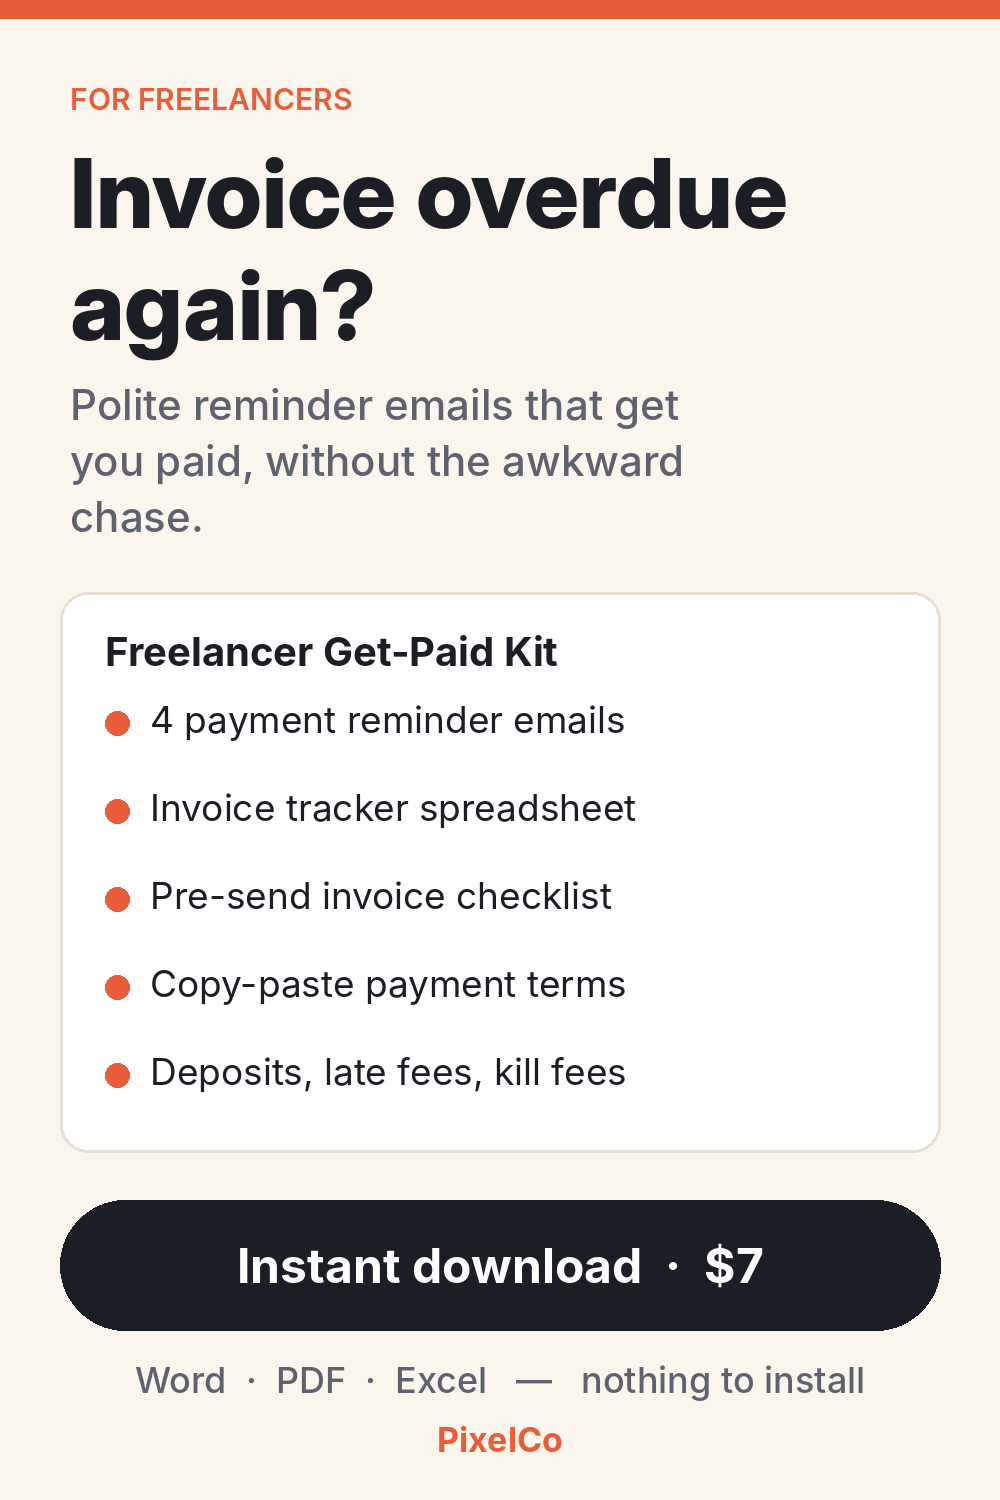 FOR FREELANCERS
Invoice overdue
again?
Polite reminder emails that get
you paid, without the awkward
chase.
Freelancer Get-Paid Kit
4 payment reminder emails
Invoice tracker spreadsheet
Pre-send invoice checklist
Copy-paste payment terms
Deposits, late fees, kill fees
Instant download · $7
Word · PDF · Excel — nothing to install
PixelCo